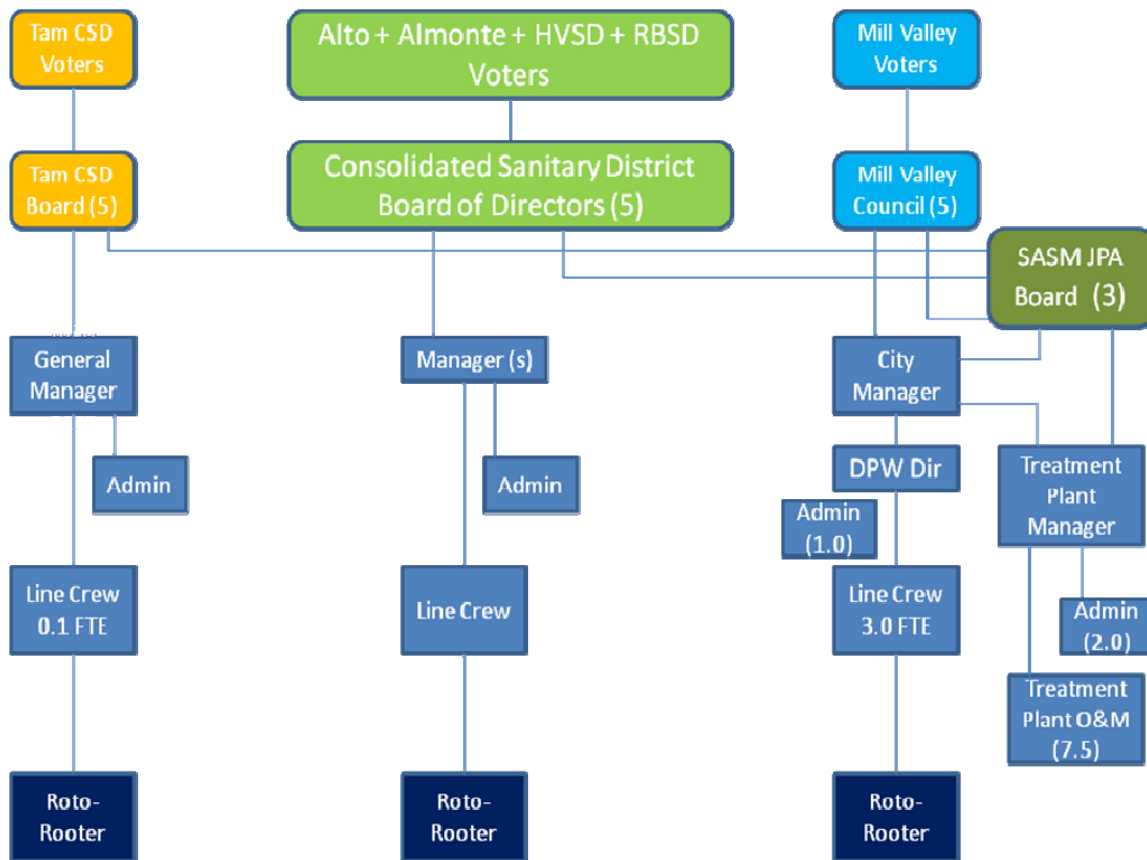 Tam CSD
Voters
Alto + Almonte + HVSD + RBSD
Voters
Mill Valley
Voters
Tam CSD
Board (5)
Consolidated Sanitary District
Board of Directors (5)
Mill Valley
Council (5)
SASM JPA
Board (3)
General
Manager
Manager (s)
City
Manager
Admin
Admin
DPW Dir
Treatment
Plant
Manager
Admin
(1.0)
Line Crew
0.1 FTE
Line Crew
Line Crew
3.0 FTE
Admin
(2.0)
Treatment
Plant O&M
(7.5)
Roto-
Rooter
Roto-
Rooter
Roto-
Rooter